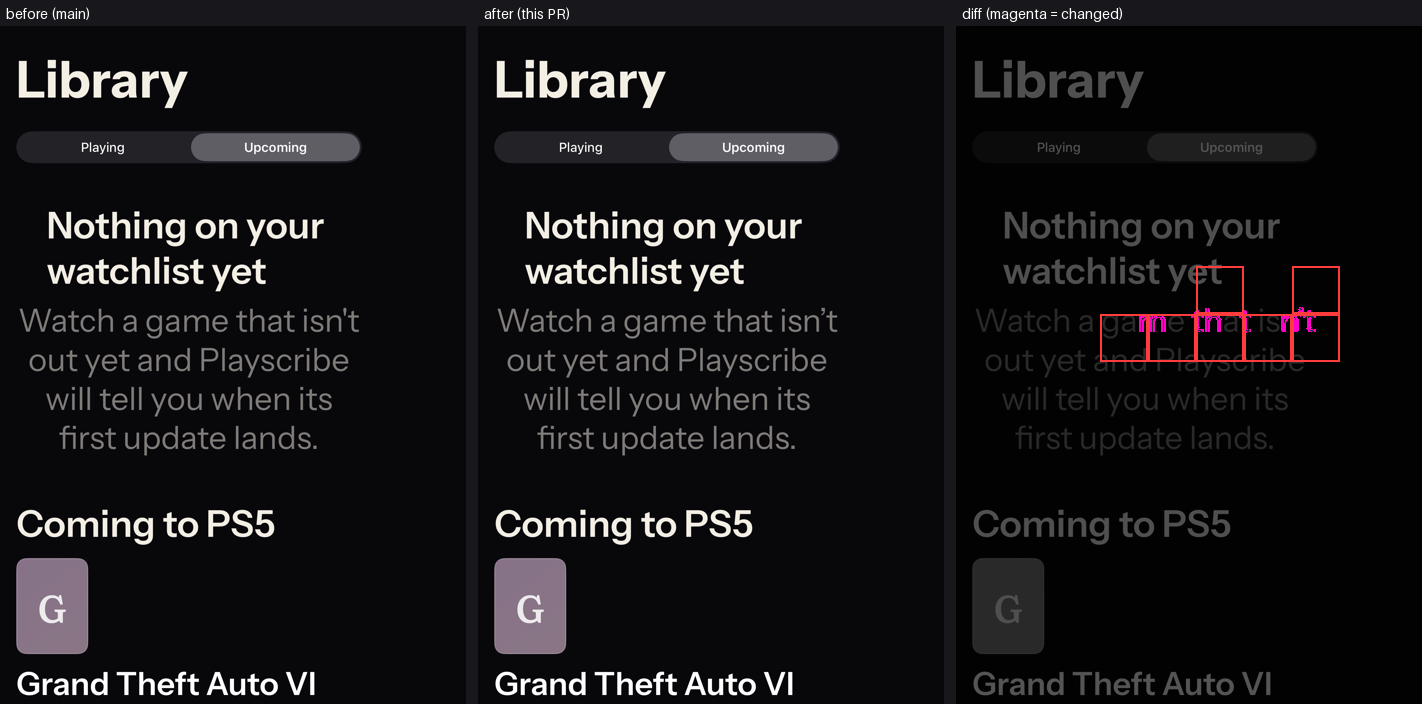 before (main)
Library
Playing
Upcoming
Nothing on your
watchlist yet
Watch a game that isn't
out yet and Playscribe
will tell you when its
first update lands.
Coming to PS5
G
Grand Theft Auto VI
after (this PR)
Library
Playing
Upcoming
Nothing on your
watchlist yet
Watch a game that isn’t
out yet and Playscribe
will tell you when its
first update lands.
Coming to PS5
G
Grand Theft Auto VI
diff (magenta = changed)
Library
Playing
Upcoming
Nothing on your
watchlist yet
Watch a game that isn't
out yet and Playscribe
will tell you when its
first update lands.
Coming to PS5
G
Grand Theft Auto VI